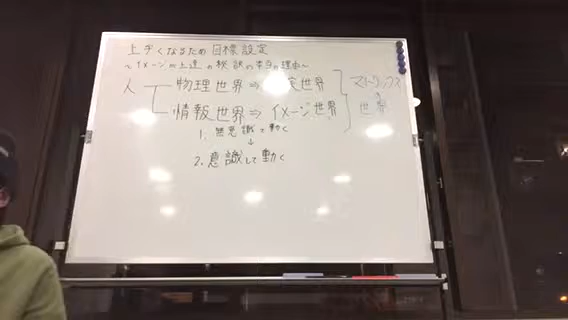 上手くなるため 目標設定
〜イメージが上達の秘訣の本当の理由〜
人 物理世界⇒ 世界 マトリックス
情報世界⇒イメージ世界 の世界
1. 無意識で動く
↓
2. 意識して動く